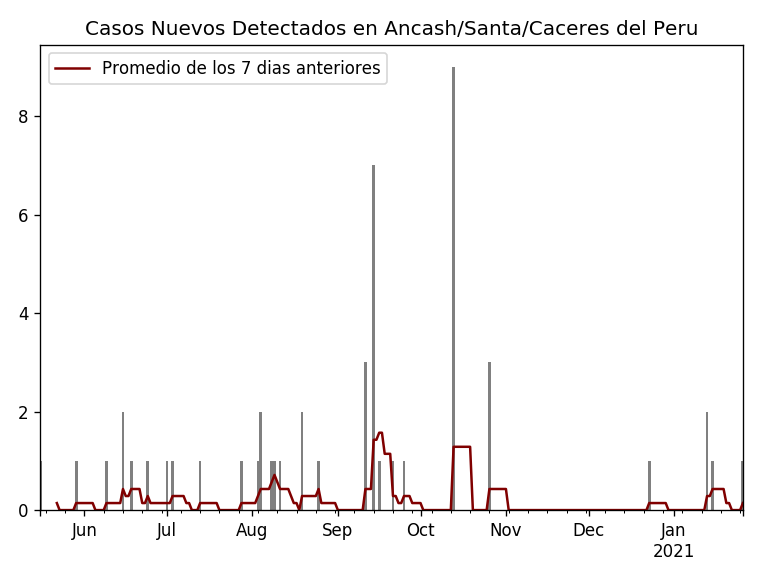 Casos Nuevos Detectados en Ancash/Santa/Caceres del Peru
Promedio de los 7 dias anteriores
8
6
4
2
0
Jun Jul Aug Sep Oct Nov Dec Jan
2021